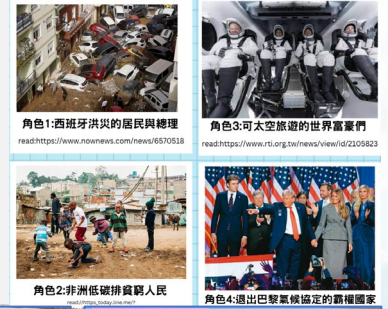 角色1:西班牙洪災的居民與總理
read:https://www.nownews.com/news/6570518
角色3:可太空旅遊的世界富豪們
read:https://www.rti.org.tw/news/view/id/2105823
角色2:非洲低碳排貧窮人民
read://https_today.line.me/?
角色4:退出巴黎氣候協定的霸權國家